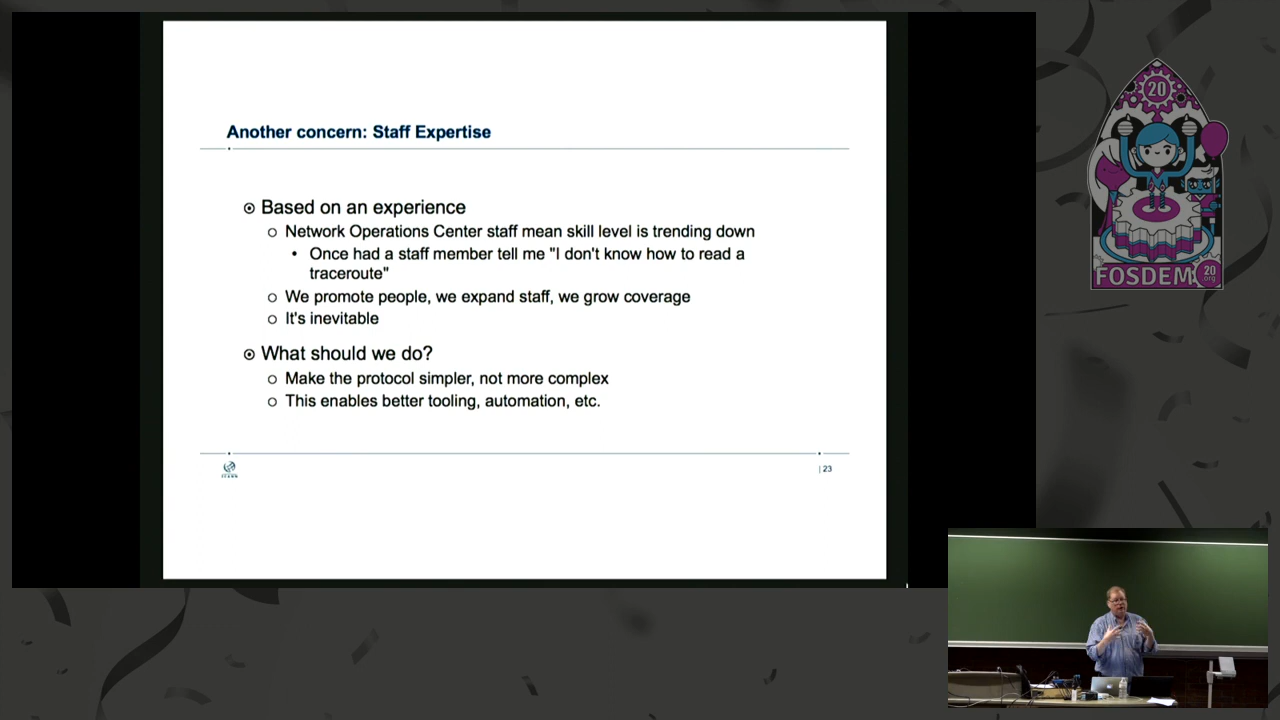 Another concern: Staff Expertise
Based on an experience
Network Operations Center staff mean skill level is trending down
Once had a staff member tell me "I don't know how to read a
traceroute"
We promote people, we expand staff, we grow coverage
It's inevitable
What should we do?
Make the protocol simpler, not more complex
This enables better tooling, automation, etc.
| 23
20
FOSDEM
20
.org